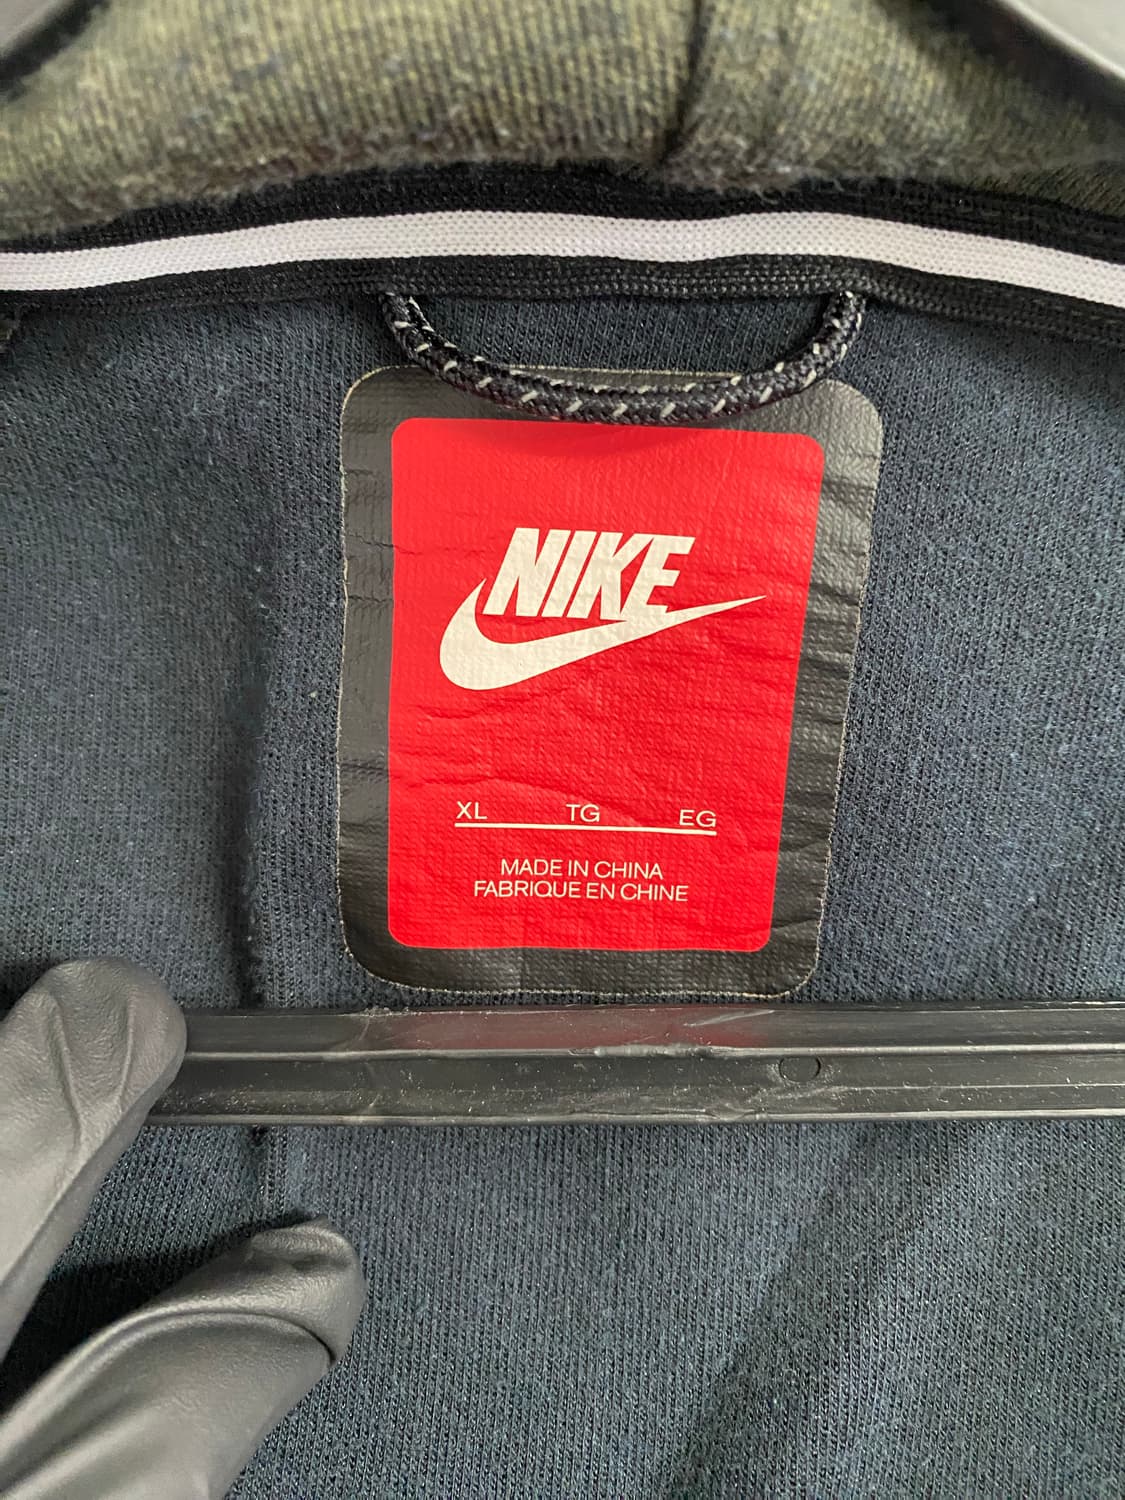 NIKE
XL TG EG
MADE IN CHINA
FABRIQUE EN CHINE